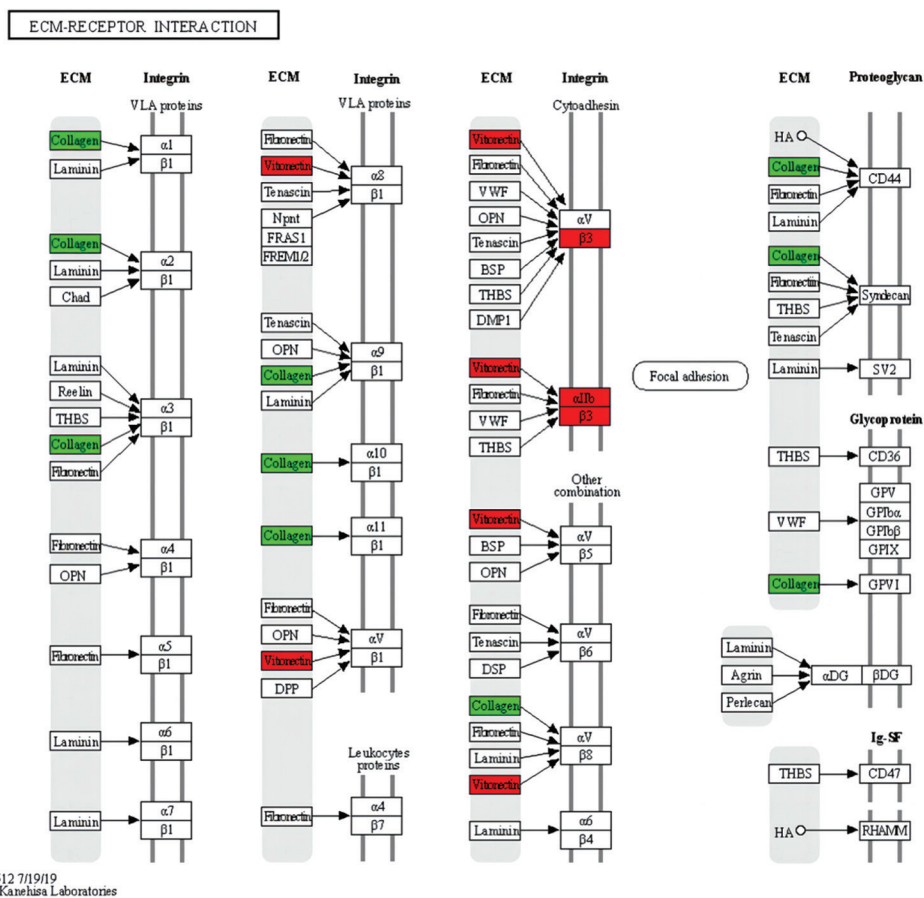 ECM-RECEPTOR INTERACTION
ECM
Integrin
VLA proteins
Collagen
Laminin
α1
β1
Collagen
Laminin
Chad
α2
β1
Laminin
Reelin
THBS
Collagen
Fibronectin
α3
β1
Fibronectin
OPN
α4
β1
Fibronectin
α5
β1
Laminin
α6
β1
Laminin
α7
β1
ECM
Integrin
VLA proteins
Fibronectin
Vitronectin
Tenascin
Npnt
FRAS1
FREM1/2
α8
β1
Tenascin
OPN
Collagen
Laminin
α9
β1
Collagen
α10
β1
Collagen
α11
β1
Fibronectin
OPN
Vitronectin
DPP
αV
β1
Leukocytes
proteins
Fibronectin
α4
β7
ECM
Integrin
Cytoadhesin
Vitronectin
Fibronectin
VWF
OPN
Tenascin
BSP
THBS
DMP1
αV
β3
Vitronectin
Fibronectin
VWF
THBS
αIIb
β3
Other
combination
Vitronectin
BSP
OPN
αV
β5
Fibronectin
Tenascin
DSP
αV
β6
Collagen
Fibronectin
Laminin
Vitronectin
αV
β8
Laminin
α6
β4
Focal adhesion
ECM
Proteoglycan
HA
Collagen
Fibronectin
Laminin
CD44
Collagen
Fibronectin
THBS
Tenascin
Syndecan
Laminin
SV2
Glycoprotein
THBS
CD36
VWF
GPV
GPIbα
GPIbβ
GPIX
Collagen
GPVI
Laminin
Agrin
Perlecan
αDG
βDG
Ig-SF
THBS
CD47
HA
RHAMM
512 7/19/19
Kanehisa Laboratories